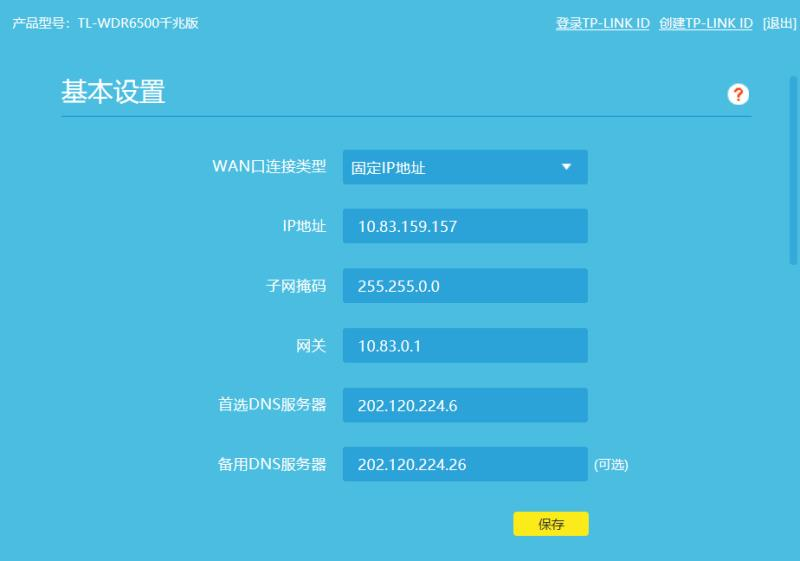 产品型号：TL-WDR6500千兆版
登录TP-LINK ID 创建TP-LINK ID [退出]
基本设置
?
WAN口连接类型 固定IP地址
IP地址 10.83.159.157
子网掩码 255.255.0.0
网关 10.83.0.1
首选DNS服务器 202.120.224.6
备用DNS服务器 202.120.224.26 (可选)
保存